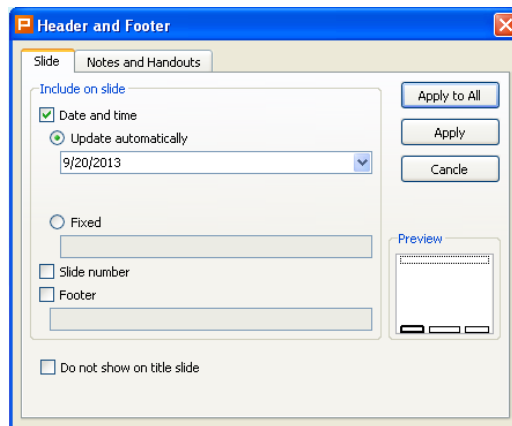 Header and Footer
Slide
Notes and Handouts
Include on slide
Date and time
Update automatically
9/20/2013
Fixed
Slide number
Footer
Do not show on title slide
Apply to All
Apply
Cancle
Preview